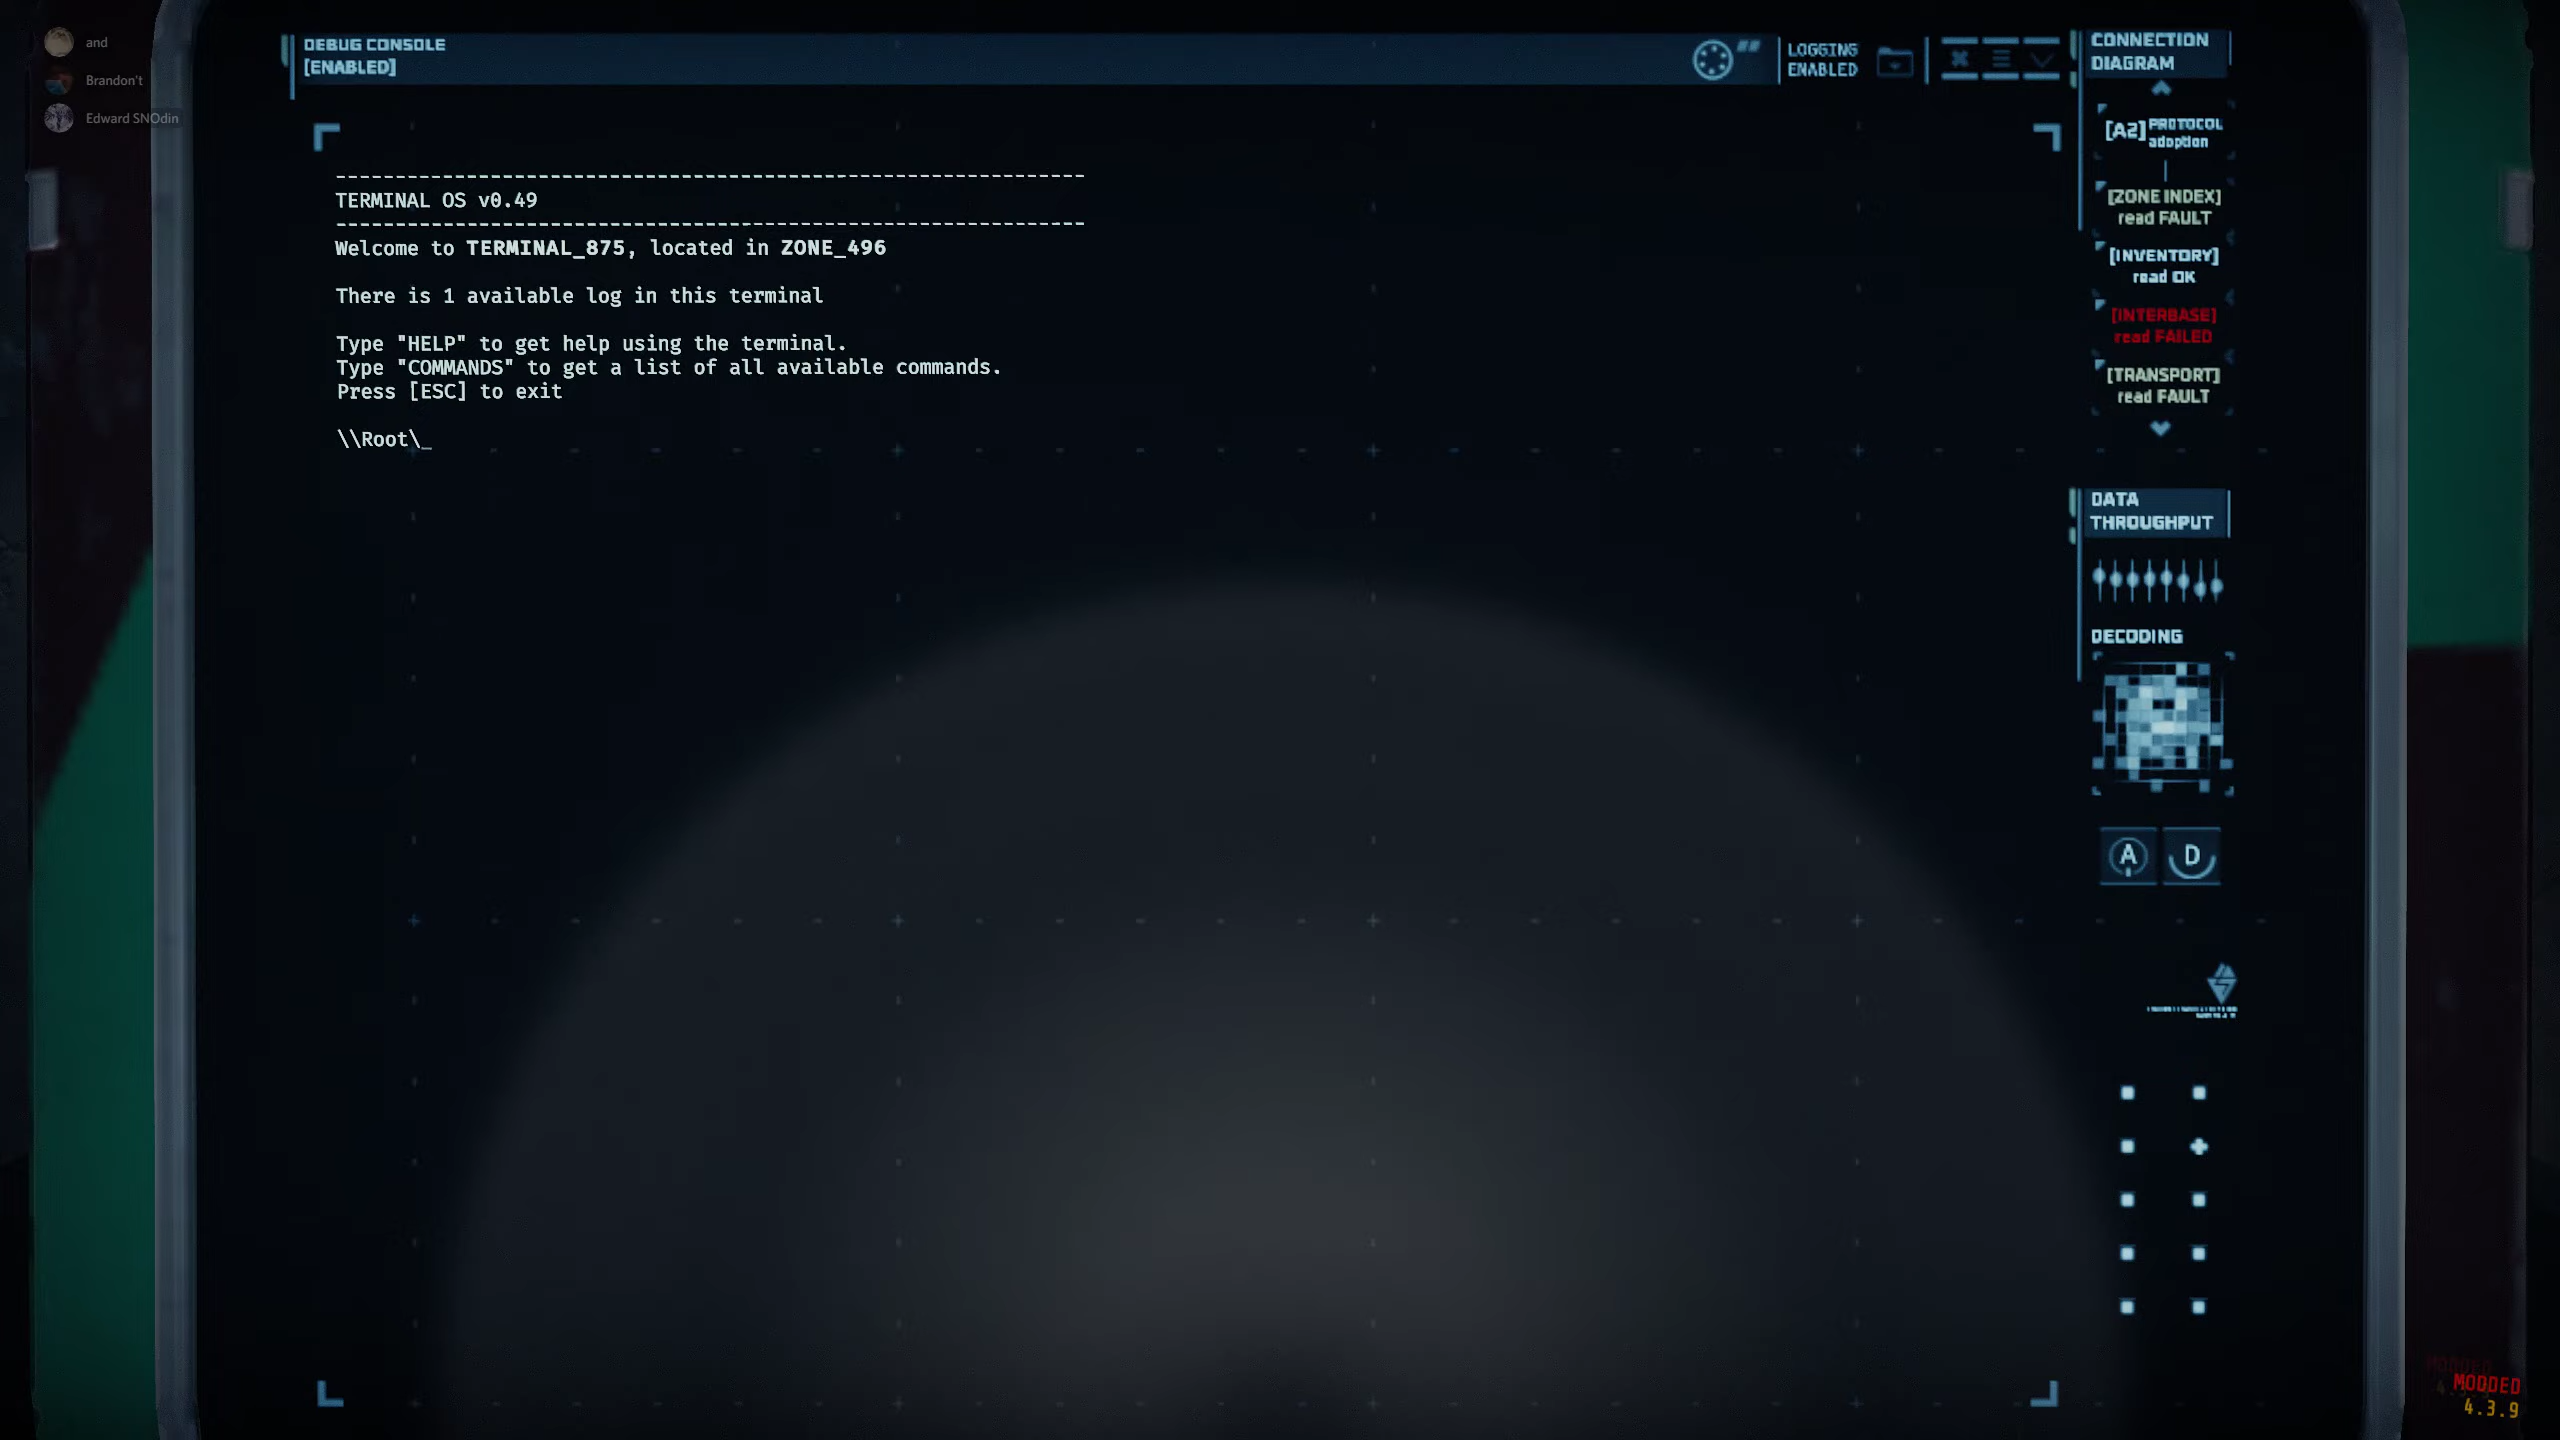 and
Brandon't
Edward SNOdin
DEBUG CONSOLE
[ENABLED]
LOGGING
ENABLED
------------------------------------------------------------------
TERMINAL OS v0.49
------------------------------------------------------------------
Welcome to TERMINAL_875, located in ZONE_496
There is 1 available log in this terminal
Type "HELP" to get help using the terminal.
Type "COMMANDS" to get a list of all available commands.
Press [ESC] to exit
\\Root\_
CONNECTION
DIAGRAM
[A2] PROTOCOL
adoption
[ZONE INDEX]
read FAULT
[INVENTORY]
read OK
[INTERBASE]
read FAILED
[TRANSPORT]
read FAULT
DATA
THROUGHPUT
DECODING
A D
MODDED
4.3.9